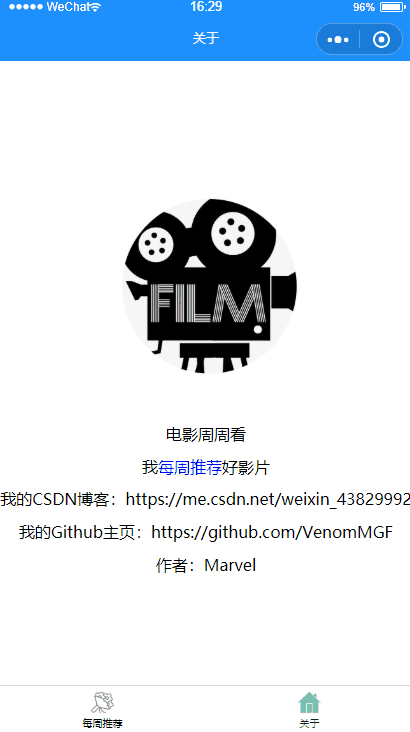 WeChat 16:29 96%
关于
FILM
电影周周看
我每周推荐好影片
我的CSDN博客：https://me.csdn.net/weixin_43829992
我的Github主页：https://github.com/VenomMGF
作者：Marvel
每周推荐 关于